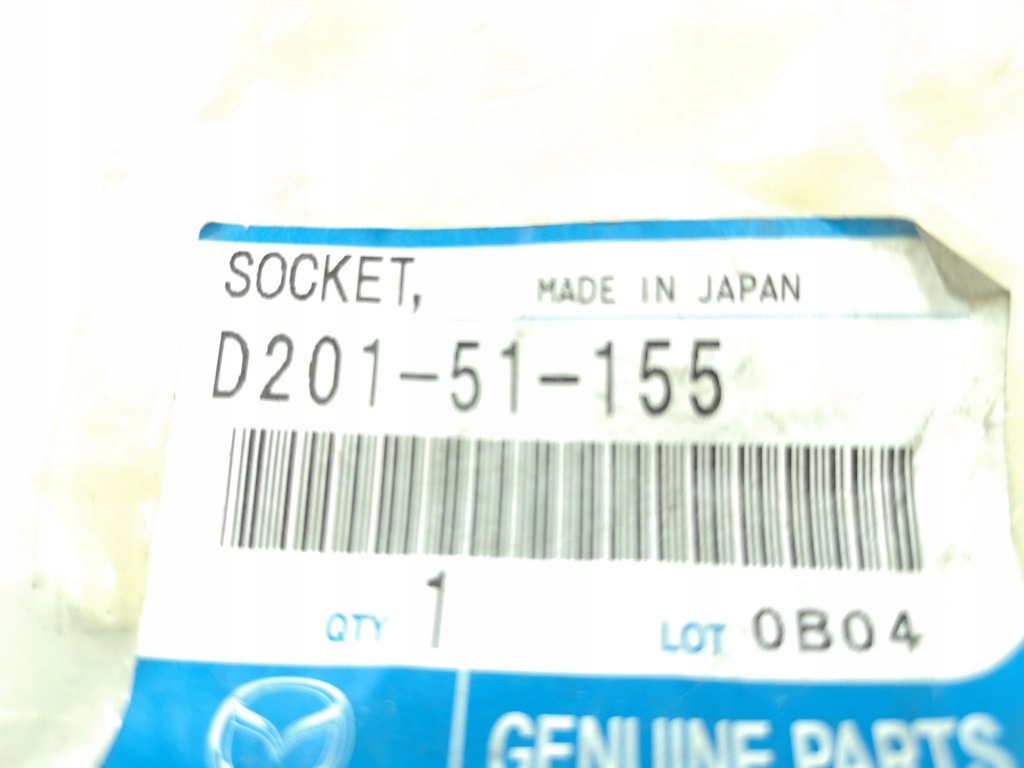 SOCKET, MADE IN JAPAN
D201-51-155
QTY 1 LOT 0B04
GENUINE PARTS